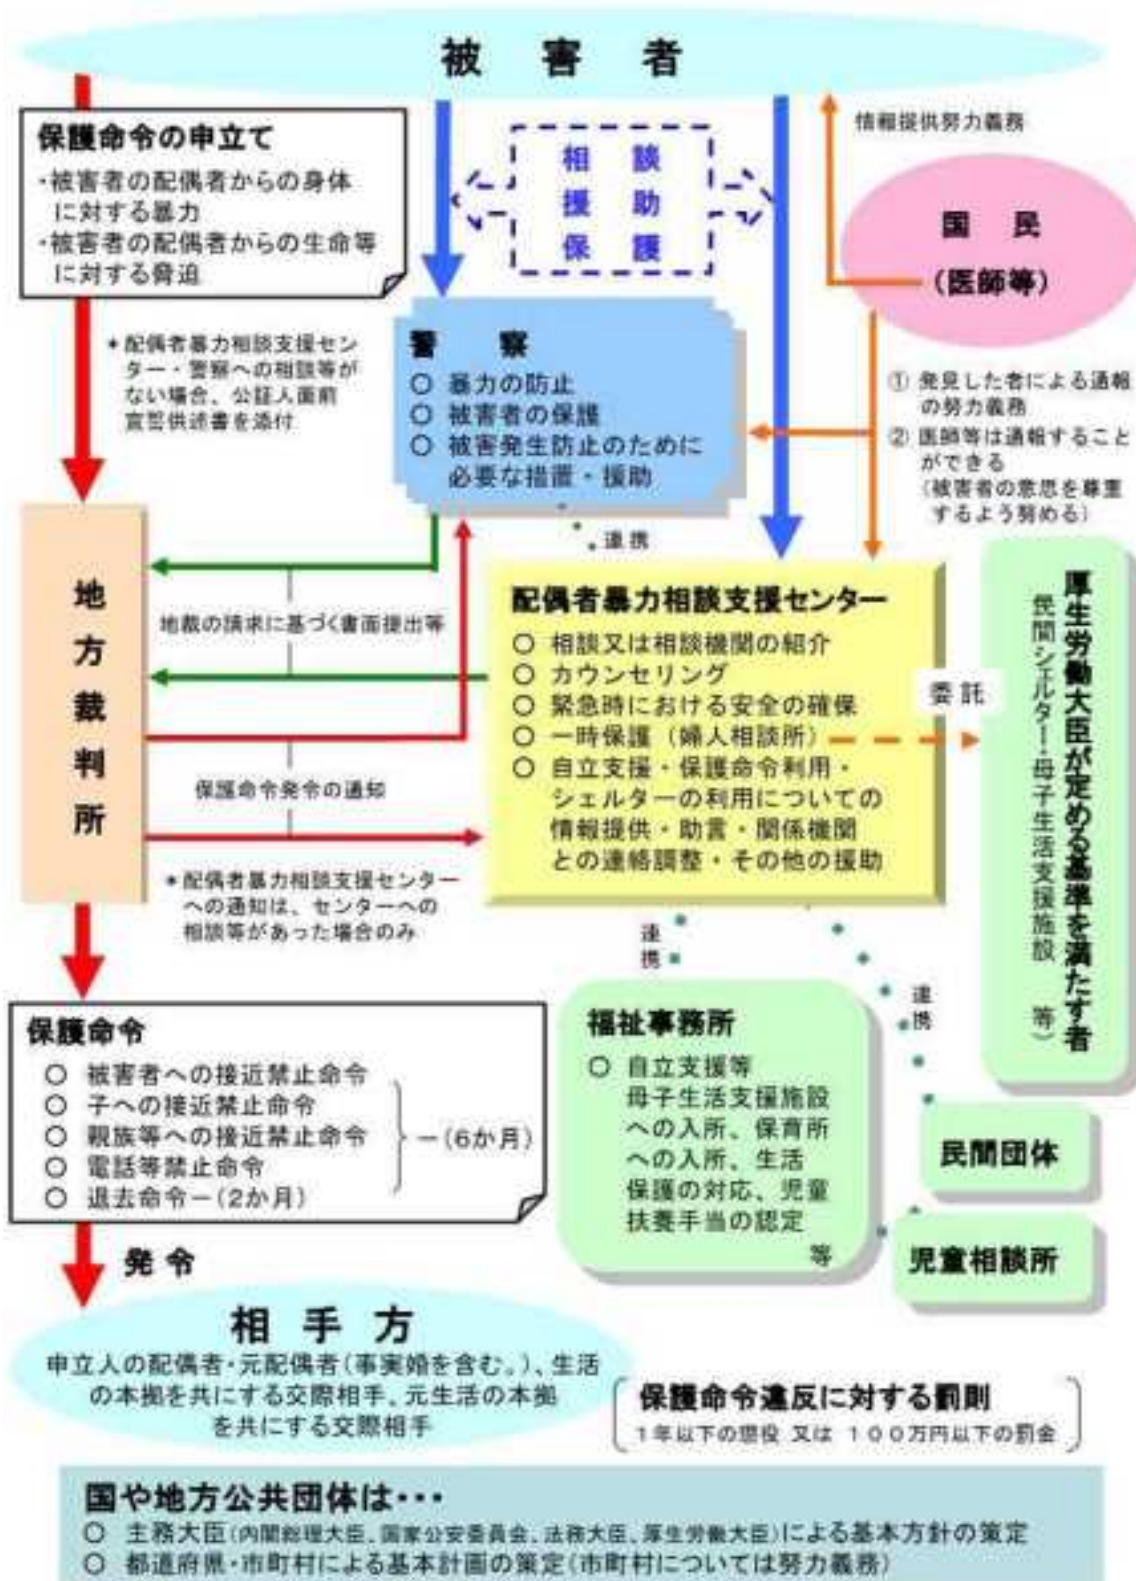 被 害 者
保護命令の申立て
・被害者の配偶者からの身体
に対する暴力
・被害者の配偶者からの生命等
に対する脅迫
相 談
援 助
保 護
情報提供努力義務
国 民
(医師等)
*配偶者暴力相談支援セン
ター・警察への相談等が
ない場合、公証人面前
宣誓供述書を添付
警 察
○ 暴力の防止
○ 被害者の保護
○ 被害発生防止のために
必要な措置・援助
① 発見した者による通報
の努力義務
② 医師等は通報すること
ができる
(被害者の意思を尊重
するよう努める)
連携
地方裁判所
地裁の請求に基づく書面提出等
保護命令発令の通知
*配偶者暴力相談支援センター
への通知は、センターへの
相談等があった場合のみ
配偶者暴力相談支援センター
○ 相談又は相談機関の紹介
○ カウンセリング
○ 緊急時における安全の確保
○ 一時保護(婦人相談所)
○ 自立支援・保護命令利用・
シェルターの利用についての
情報提供・助言・関係機関
との連絡調整・その他の援助
委託
厚生労働大臣が定める基準を満たす者
民間シェルター・母子生活支援施設 等)
連携
連携
保護命令
○ 被害者への接近禁止命令
○ 子への接近禁止命令
○ 親族等への接近禁止命令
○ 電話等禁止命令
○ 退去命令-(2か月)
-(6か月)
福祉事務所
○ 自立支援等
母子生活支援施設
への入所、保育所
への入所、生活
保護の対応、児童
扶養手当の認定
等
民間団体
児童相談所
発令
相 手 方
申立人の配偶者・元配偶者(事実婚を含む。)、生活
の本拠を共にする交際相手、元生活の本拠
を共にする交際相手
保護命令違反に対する罰則
1年以下の懲役 又は 100万円以下の罰金
国や地方公共団体は・・・
○ 主務大臣(内閣総理大臣、国家公安委員会、法務大臣、厚生労働大臣)による基本方針の策定
○ 都道府県・市町村による基本計画の策定(市町村については努力義務)